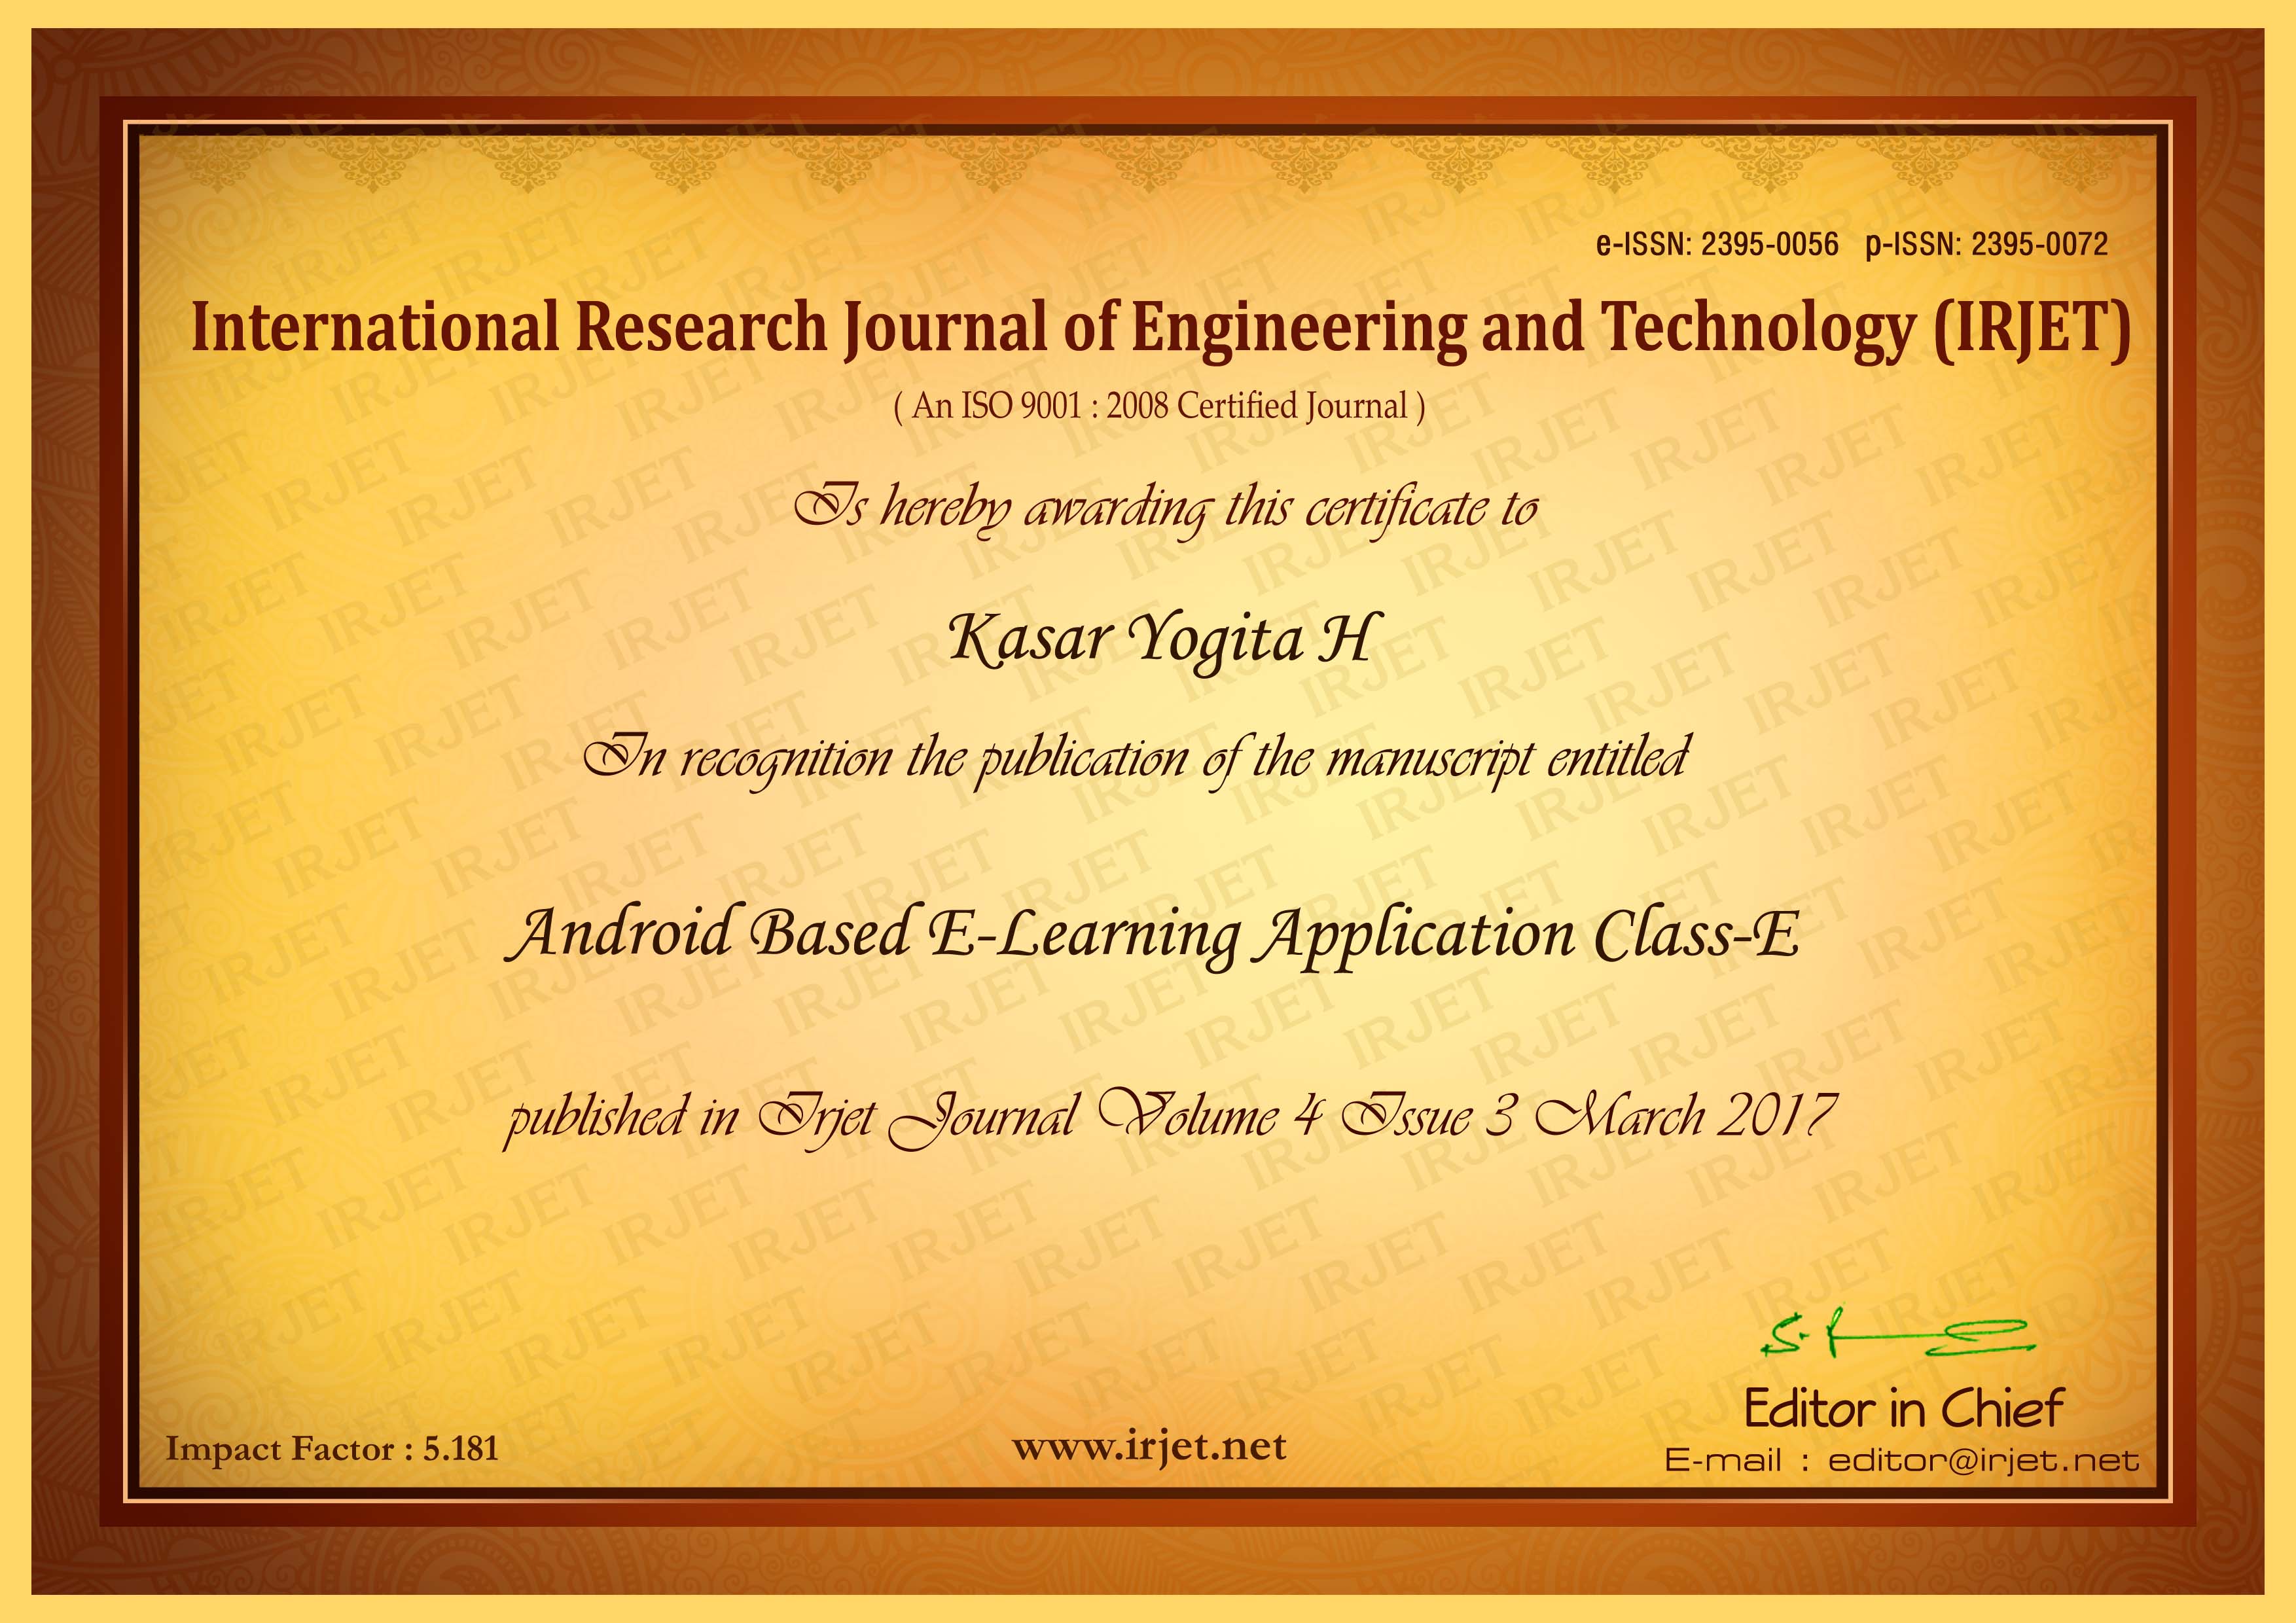 e-ISSN: 2395-0056 p-ISSN: 2395-0072
International Research Journal of Engineering and Technology (IRJET)
( An ISO 9001 : 2008 Certified Journal )
Is hereby awarding this certificate to
Kasar Yogita H
In recognition the publication of the manuscript entitled
Android Based E-Learning Application Class-E
published in Irjet Journal Volume 4 Issue 3 March 2017
Editor in Chief
Impact Factor : 5.181
www.irjet.net
E-mail : editor@irjet.net